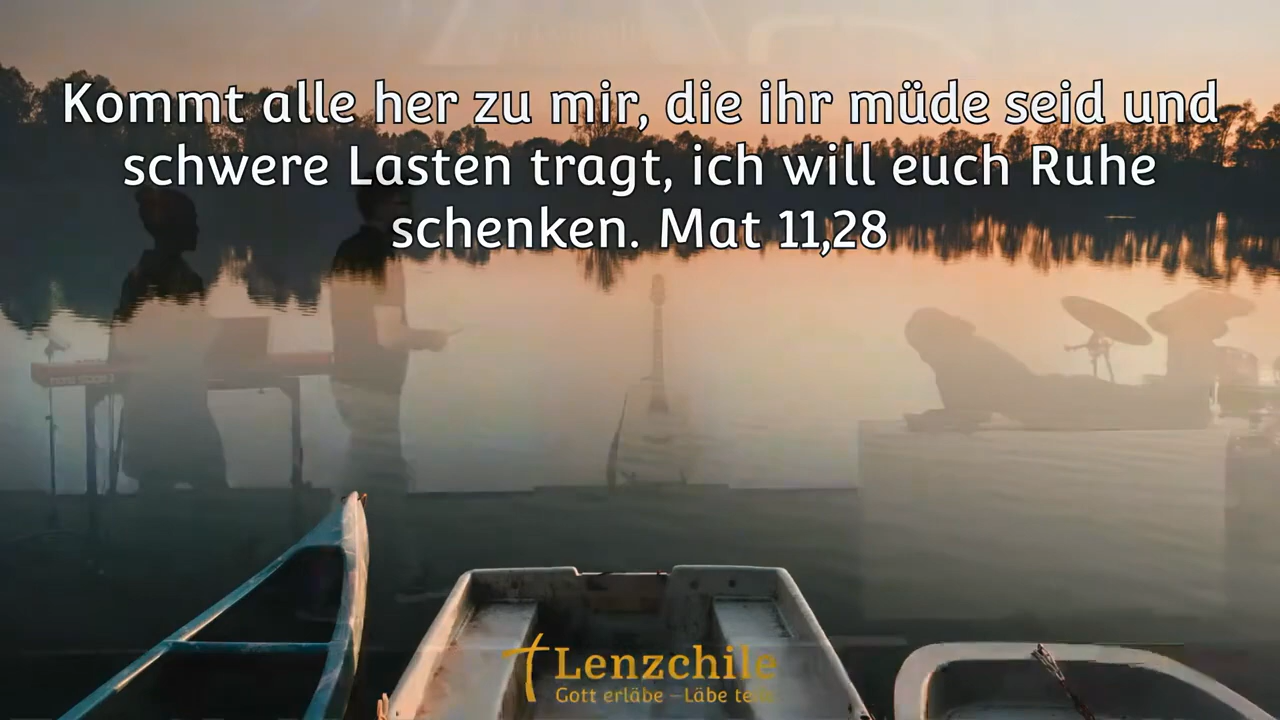 Kommt alle her zu mir, die ihr müde seid und
schwere Lasten tragt, ich will euch Ruhe
schenken. Mat 11,28
Lenzchile
Gott erläbe – Läbe